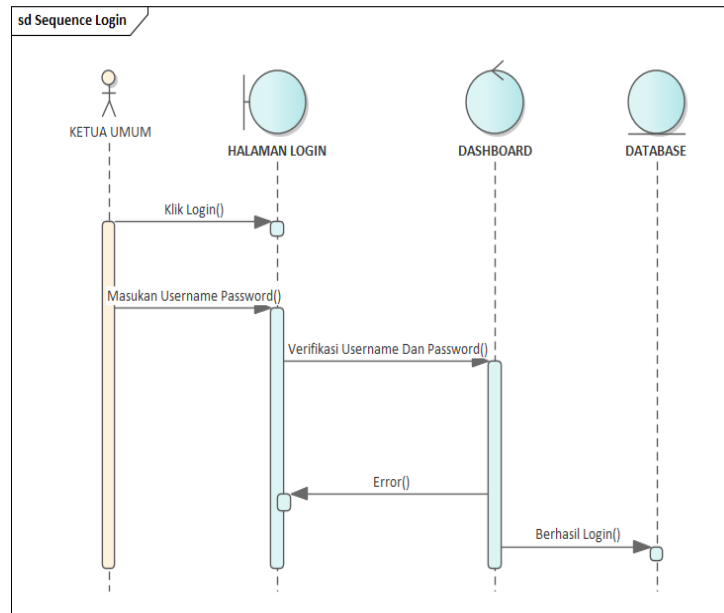 sd Sequence Login
KETUA UMUM
HALAMAN LOGIN
DASHBOARD
DATABASE
Klik Login()
Masukan Username Password()
Verifikasi Username Dan Password()
Error()
Berhasil Login()